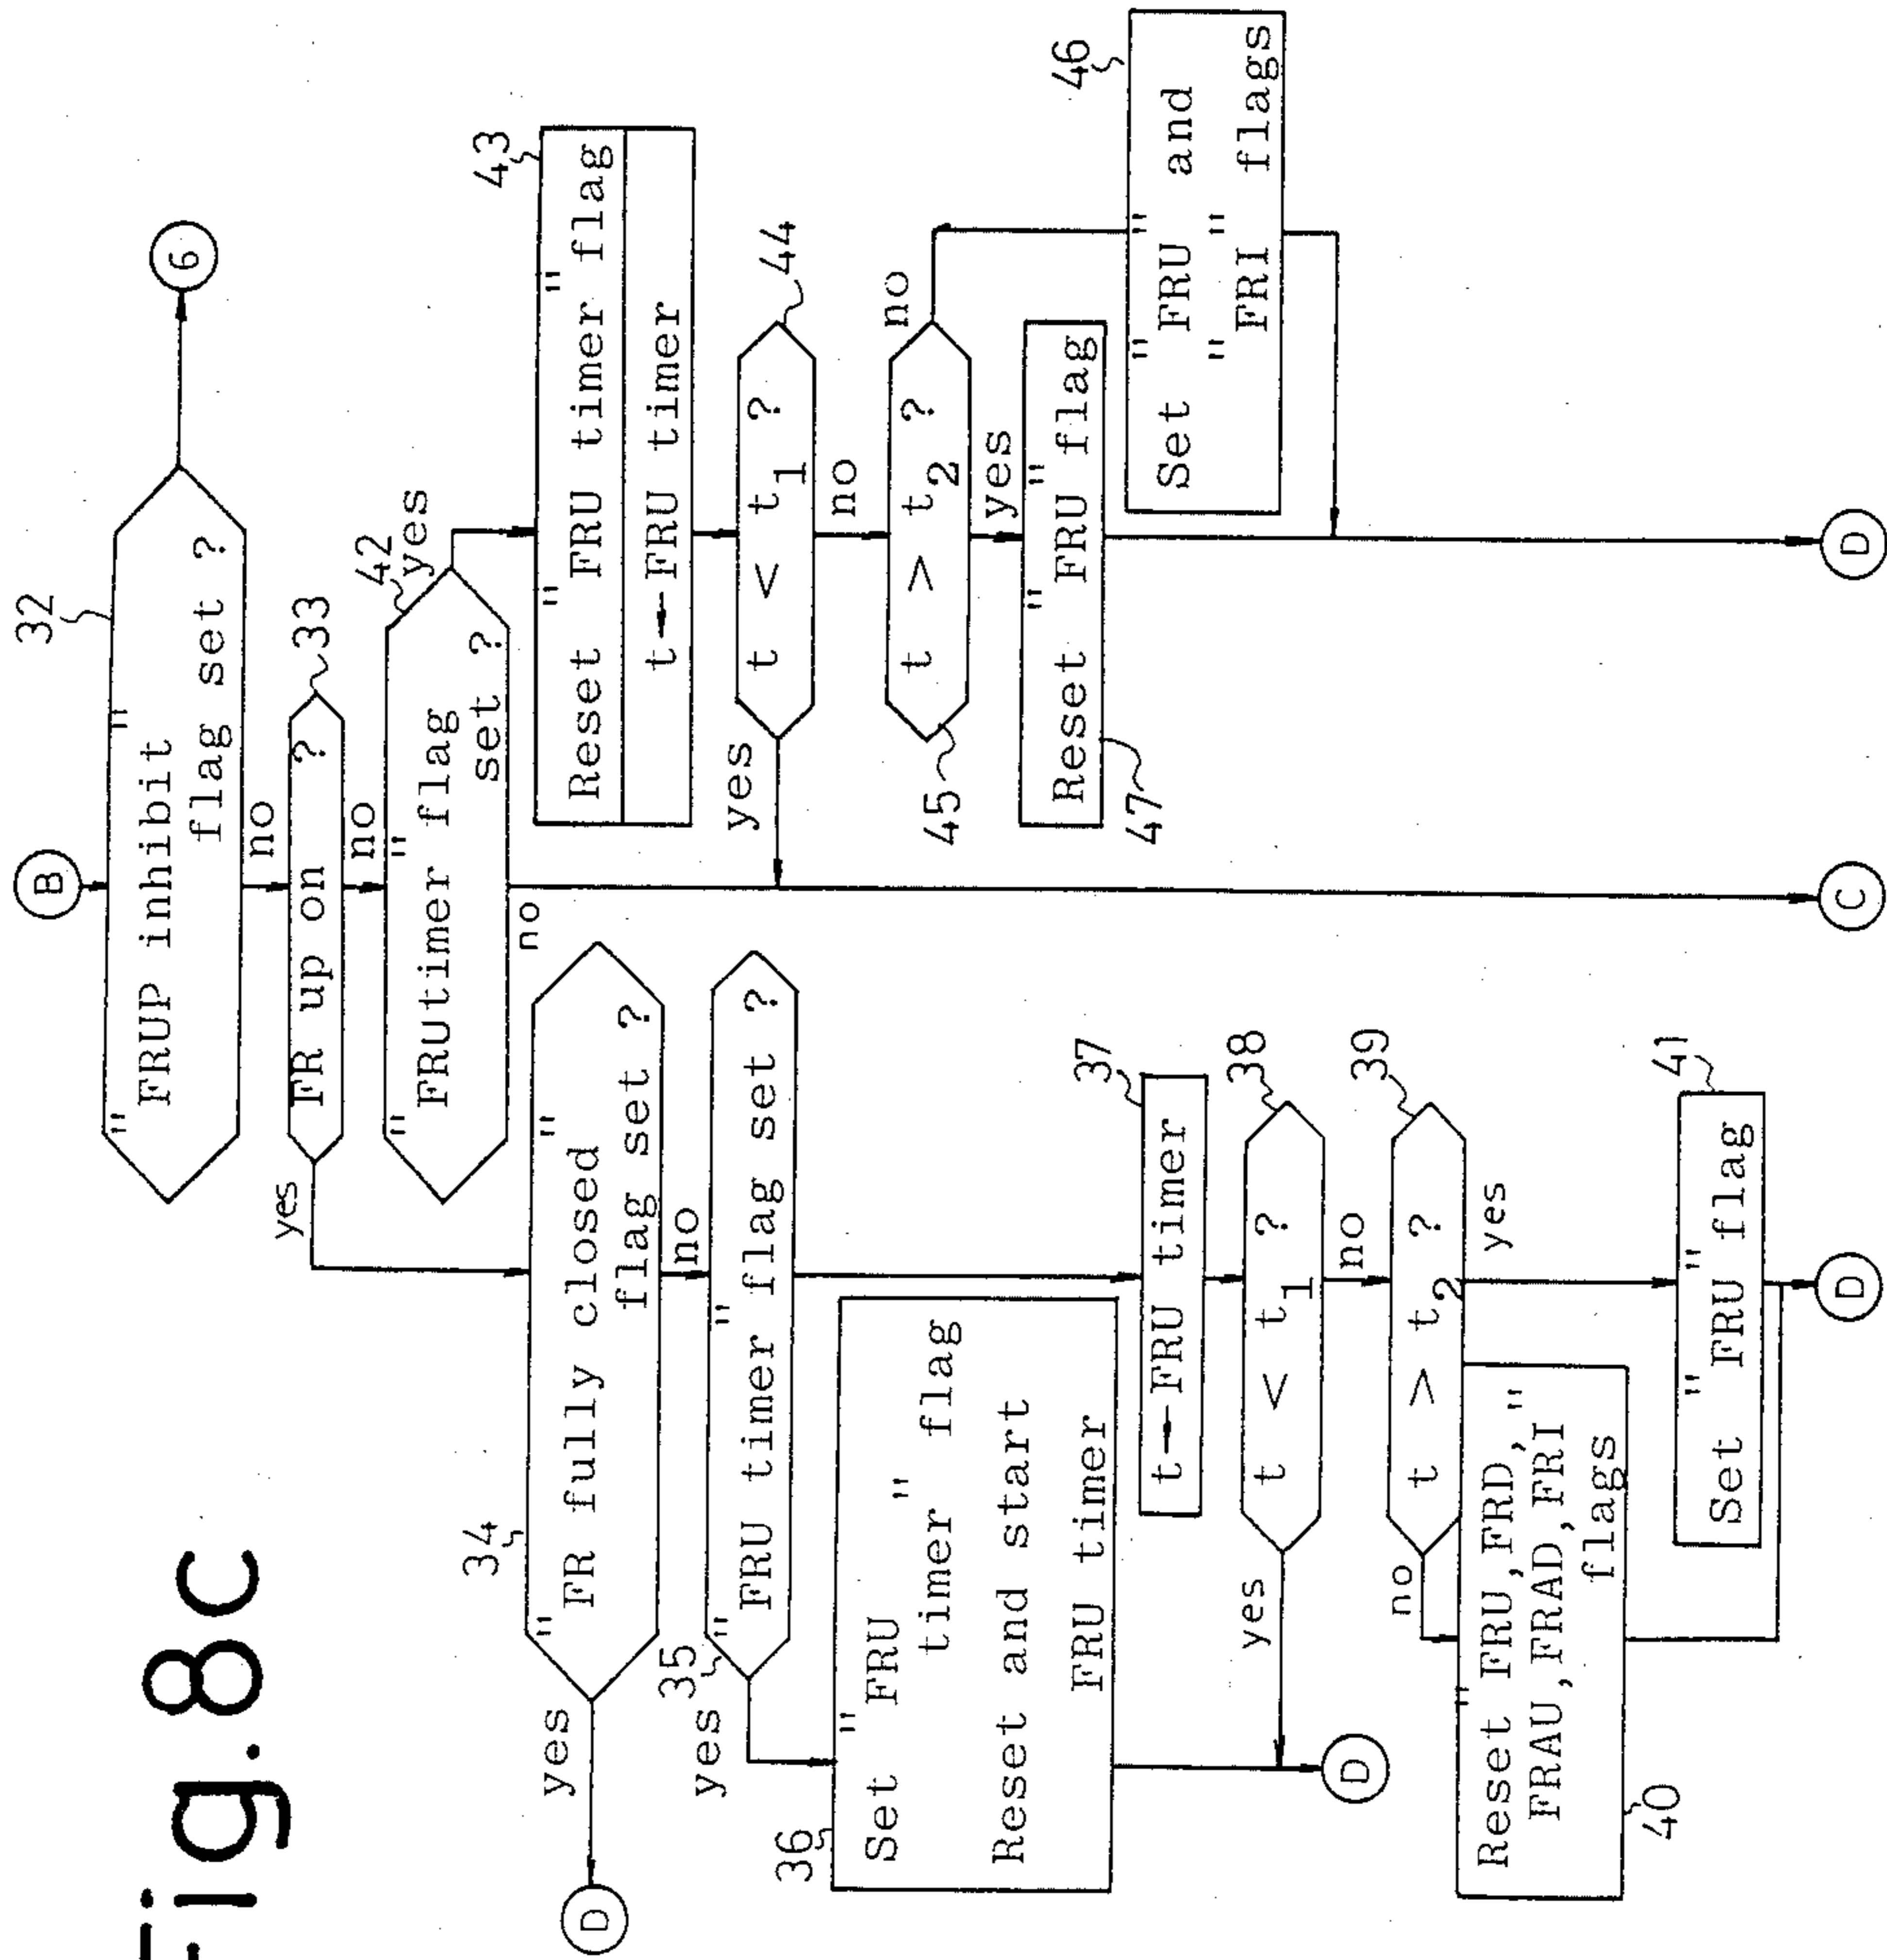 Fig. 8c
B
32
"FRUP inhibit"
flag set ?
6
no
FR up on ?
33
yes
no
"FRUtimer flag"
set ?
42
yes
no
43
Reset "FRU timer flag"
t←FRU timer
t < t1 ?
44
yes
no
t > t2 ?
45
no
yes
46
Set "FRU" and
"FRI" flags
Reset "FRU" flag
47
D
C
34
"FR fully closed"
flag set ?
yes
D
no
35
"FRU timer" flag set ?
yes
36
Set "FRU
timer" flag
Reset and start
FRU timer
37
t←FRU timer
38
t < t1 ?
yes
D
no
39
t > t2 ?
no
yes
Reset "FRU,FRD,
FRAU,FRAD,FRI"
flags
40
41
Set "FRU" flag
D